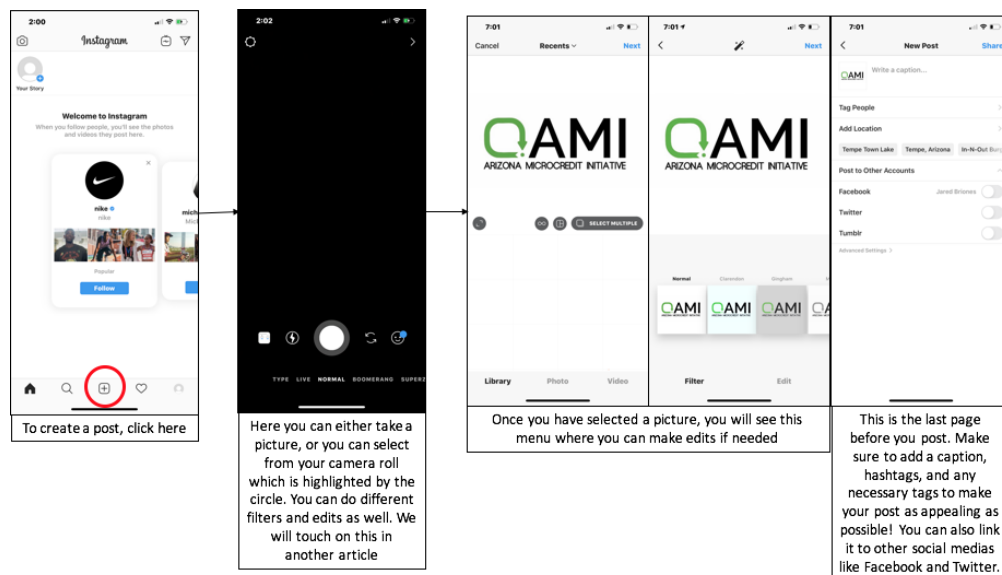 2:00
Instagram
Your Story
Welcome to Instagram
When you follow people, you'll see the photos
and videos they post here.
nike
nike
Popular
Follow
mich
Mich
To create a post, click here
2:02
TYPE LIVE NORMAL BOOMERANG SUPERZ
Here you can either take a
picture, or you can select
from your camera roll
which is highlighted by the
circle. You can do different
filters and edits as well. We
will touch on this in
another article
7:01
Cancel Recents Next
AMI
ARIZONA MICROCREDIT INITIATIVE
SELECT MULTIPLE
Library Photo Video
7:01
Next
AMI
ARIZONA MICROCREDIT INITIATIVE
Normal Clarendon Gingham
AMI AMI AMI
Filter Edit
Once you have selected a picture, you will see this
menu where you can make edits if needed
7:01
New Post Share
AMI Write a caption...
Tag People
Add Location
Tempe Town Lake Tempe, Arizona In-N-Out Burg
Post to Other Accounts
Facebook Jared Briones
Twitter
Tumblr
Advanced Settings
This is the last page
before you post. Make
sure to add a caption,
hashtags, and any
necessary tags to make
your post as appealing as
possible! You can also link
it to other social medias
like Facebook and Twitter.